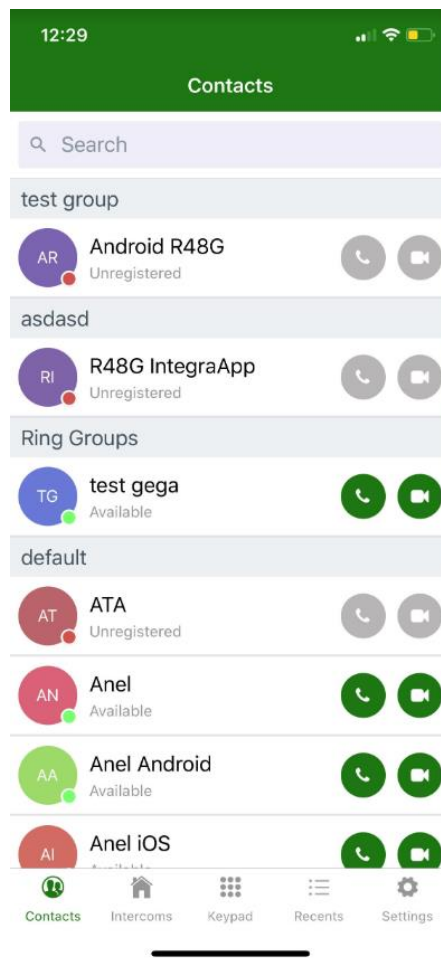 12:29
Contacts
Search
test group
AR
Android R48G
Unregistered
asdasd
RI
R48G IntegraApp
Unregistered
Ring Groups
TG
test gega
Available
default
AT
ATA
Unregistered
AN
Anel
Available
AA
Anel Android
Available
AI
Anel iOS
Contacts Intercoms Keypad Recents Settings